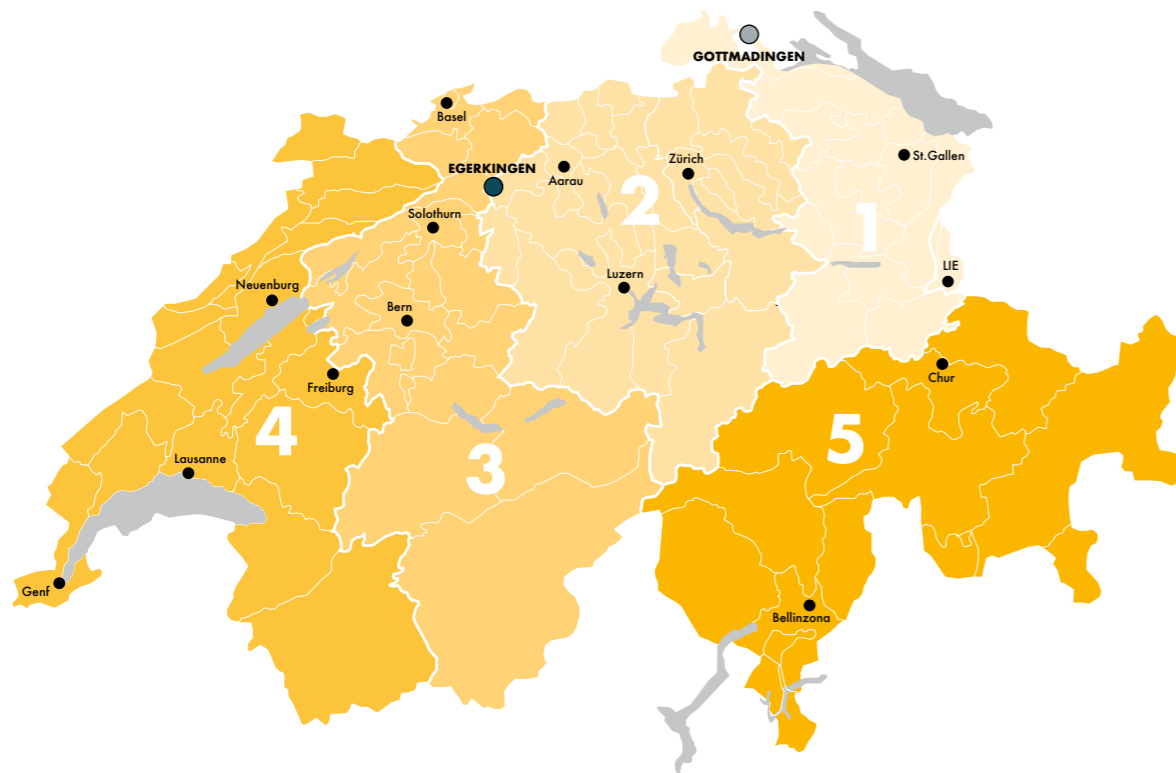 GOTTMADINGEN
Basel
St.Gallen
Zürich
EGERKINGEN
Aarau
2
Solothurn
1
LIE
Luzern
Neuenburg
Bern
Chur
Freiburg
4
5
3
Lausanne
Genf
Bellinzona